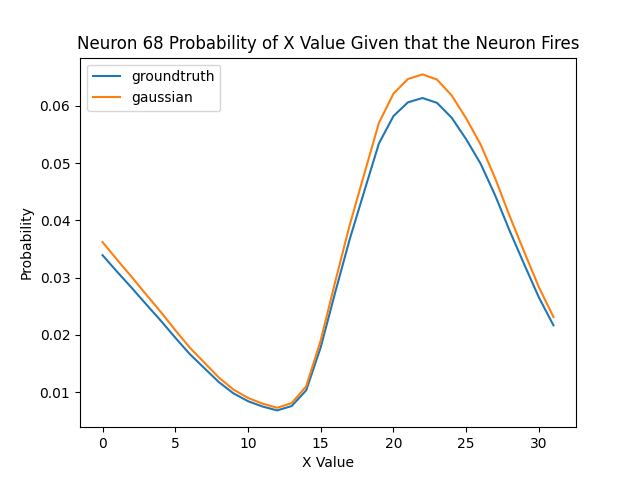 Neuron 68 Probability of X Value Given that the Neuron Fires
groundtruth
gaussian
0.06
0.05
0.04
0.03
0.02
0.01
Probability
0 5 10 15 20 25 30
X Value